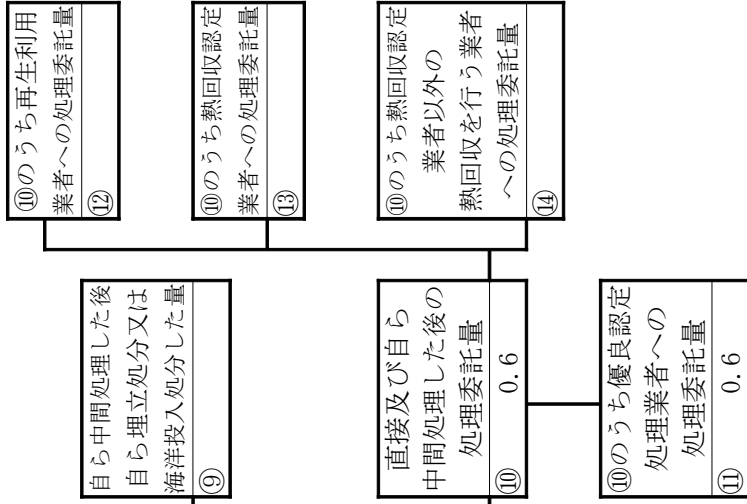 自ら中間処理した後
自ら埋立処分又は
海洋投入処分した量
⑨
直接及び自ら
中間処理した後の
処理委託量
⑩ 0.6
⑩のうち優良認定
処理業者への
処理委託量
⑪ 0.6
⑩のうち再生利用
業者への処理委託量
⑫
⑩のうち熱回収認定
業者への処理委託量
⑬
⑩のうち熱回収認定
業者以外の
熱回収を行う業者
への処理委託量
⑭